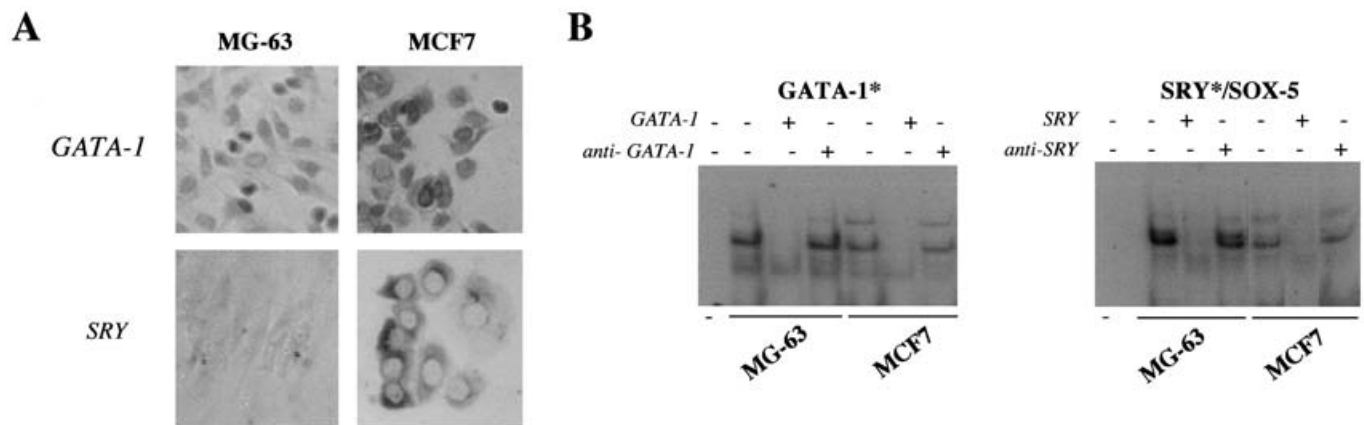 A
MG-63 MCF7
GATA-1
SRY
B
GATA-1*
GATA-1 - - + - - + -
anti- GATA-1 - - - + - - +
- MG-63 MCF7
SRY*/SOX-5
SRY - - + - - + -
anti-SRY - - - + - - +
- MG-63 MCF7